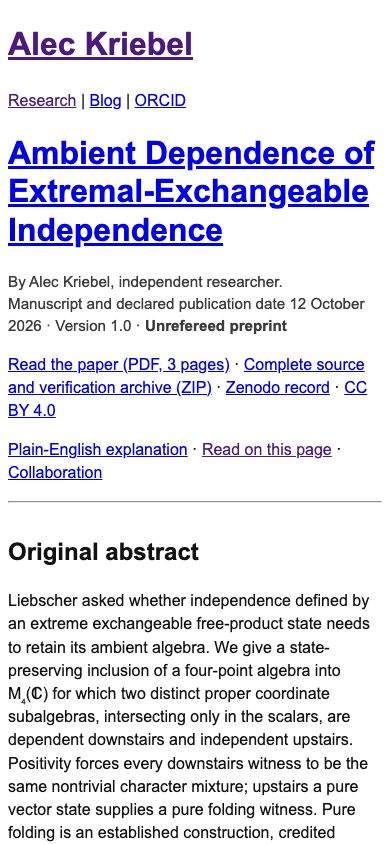 Alec Kriebel
Research | Blog | ORCID
Ambient Dependence of
Extremal-Exchangeable
Independence
By Alec Kriebel, independent researcher.
Manuscript and declared publication date 12 October
2026 · Version 1.0 · Unrefereed preprint
Read the paper (PDF, 3 pages) · Complete source
and verification archive (ZIP) · Zenodo record · CC
BY 4.0
Plain-English explanation · Read on this page ·
Collaboration
Original abstract
Liebscher asked whether independence defined by
an extreme exchangeable free-product state needs
to retain its ambient algebra. We give a state-
preserving inclusion of a four-point algebra into
M₄(ℂ) for which two distinct proper coordinate
subalgebras, intersecting only in the scalars, are
dependent downstairs and independent upstairs.
Positivity forces every downstairs witness to be the
same nontrivial character mixture; upstairs a pure
vector state supplies a pure folding witness. Pure
folding is an established construction, credited